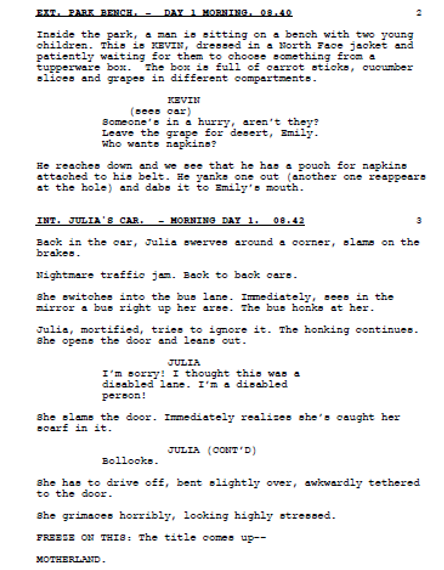 EXT. PARK BENCH. - DAY 1 MORNING. 08.40 2
Inside the park, a man is sitting on a bench with two young
children. This is KEVIN, dressed in a North Face jacket and
patiently waiting for them to choose something from a
tupperware box. The box is full of carrot sticks, cucumber
slices and grapes in different compartments.
KEVIN
(sees car)
Someone's in a hurry, aren't they?
Leave the grape for desert, Emily.
Who wants napkins?
He reaches down and we see that he has a pouch for napkins
attached to his belt. He yanks one out (another one reappears
at the hole) and dabs it to Emily's mouth.
INT. JULIA'S CAR. - MORNING DAY 1. 08.42 3
Back in the car, Julia swerves around a corner, slams on the
brakes.
Nightmare traffic jam. Back to back cars.
She switches into the bus lane. Immediately, sees in the
mirror a bus right up her arse. The bus honks at her.
Julia, mortified, tries to ignore it. The honking continues.
She opens the door and leans out.
JULIA
I'm sorry! I thought this was a
disabled lane. I'm a disabled
person!
She slams the door. Immediately realizes she's caught her
scarf in it.
JULIA (CONT'D)
Bollocks.
She has to drive off, bent slightly over, awkwardly tethered
to the door.
She grimaces horribly, looking highly stressed.
FREEZE ON THIS: The title comes up--
MOTHERLAND.